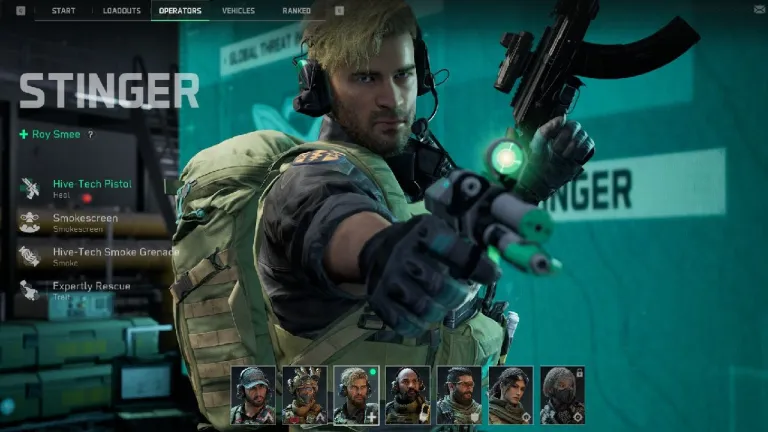 START LOADOUTS OPERATORS VEHICLES RANKED
GLOBAL THREAT
STINGER
Roy Smee ?
Hive-Tech Pistol
Heal
NGER
Smokescreen
Smokescreen
Hive-Tech Smoke Grenade
Smoke
Expertly Rescue
Trait